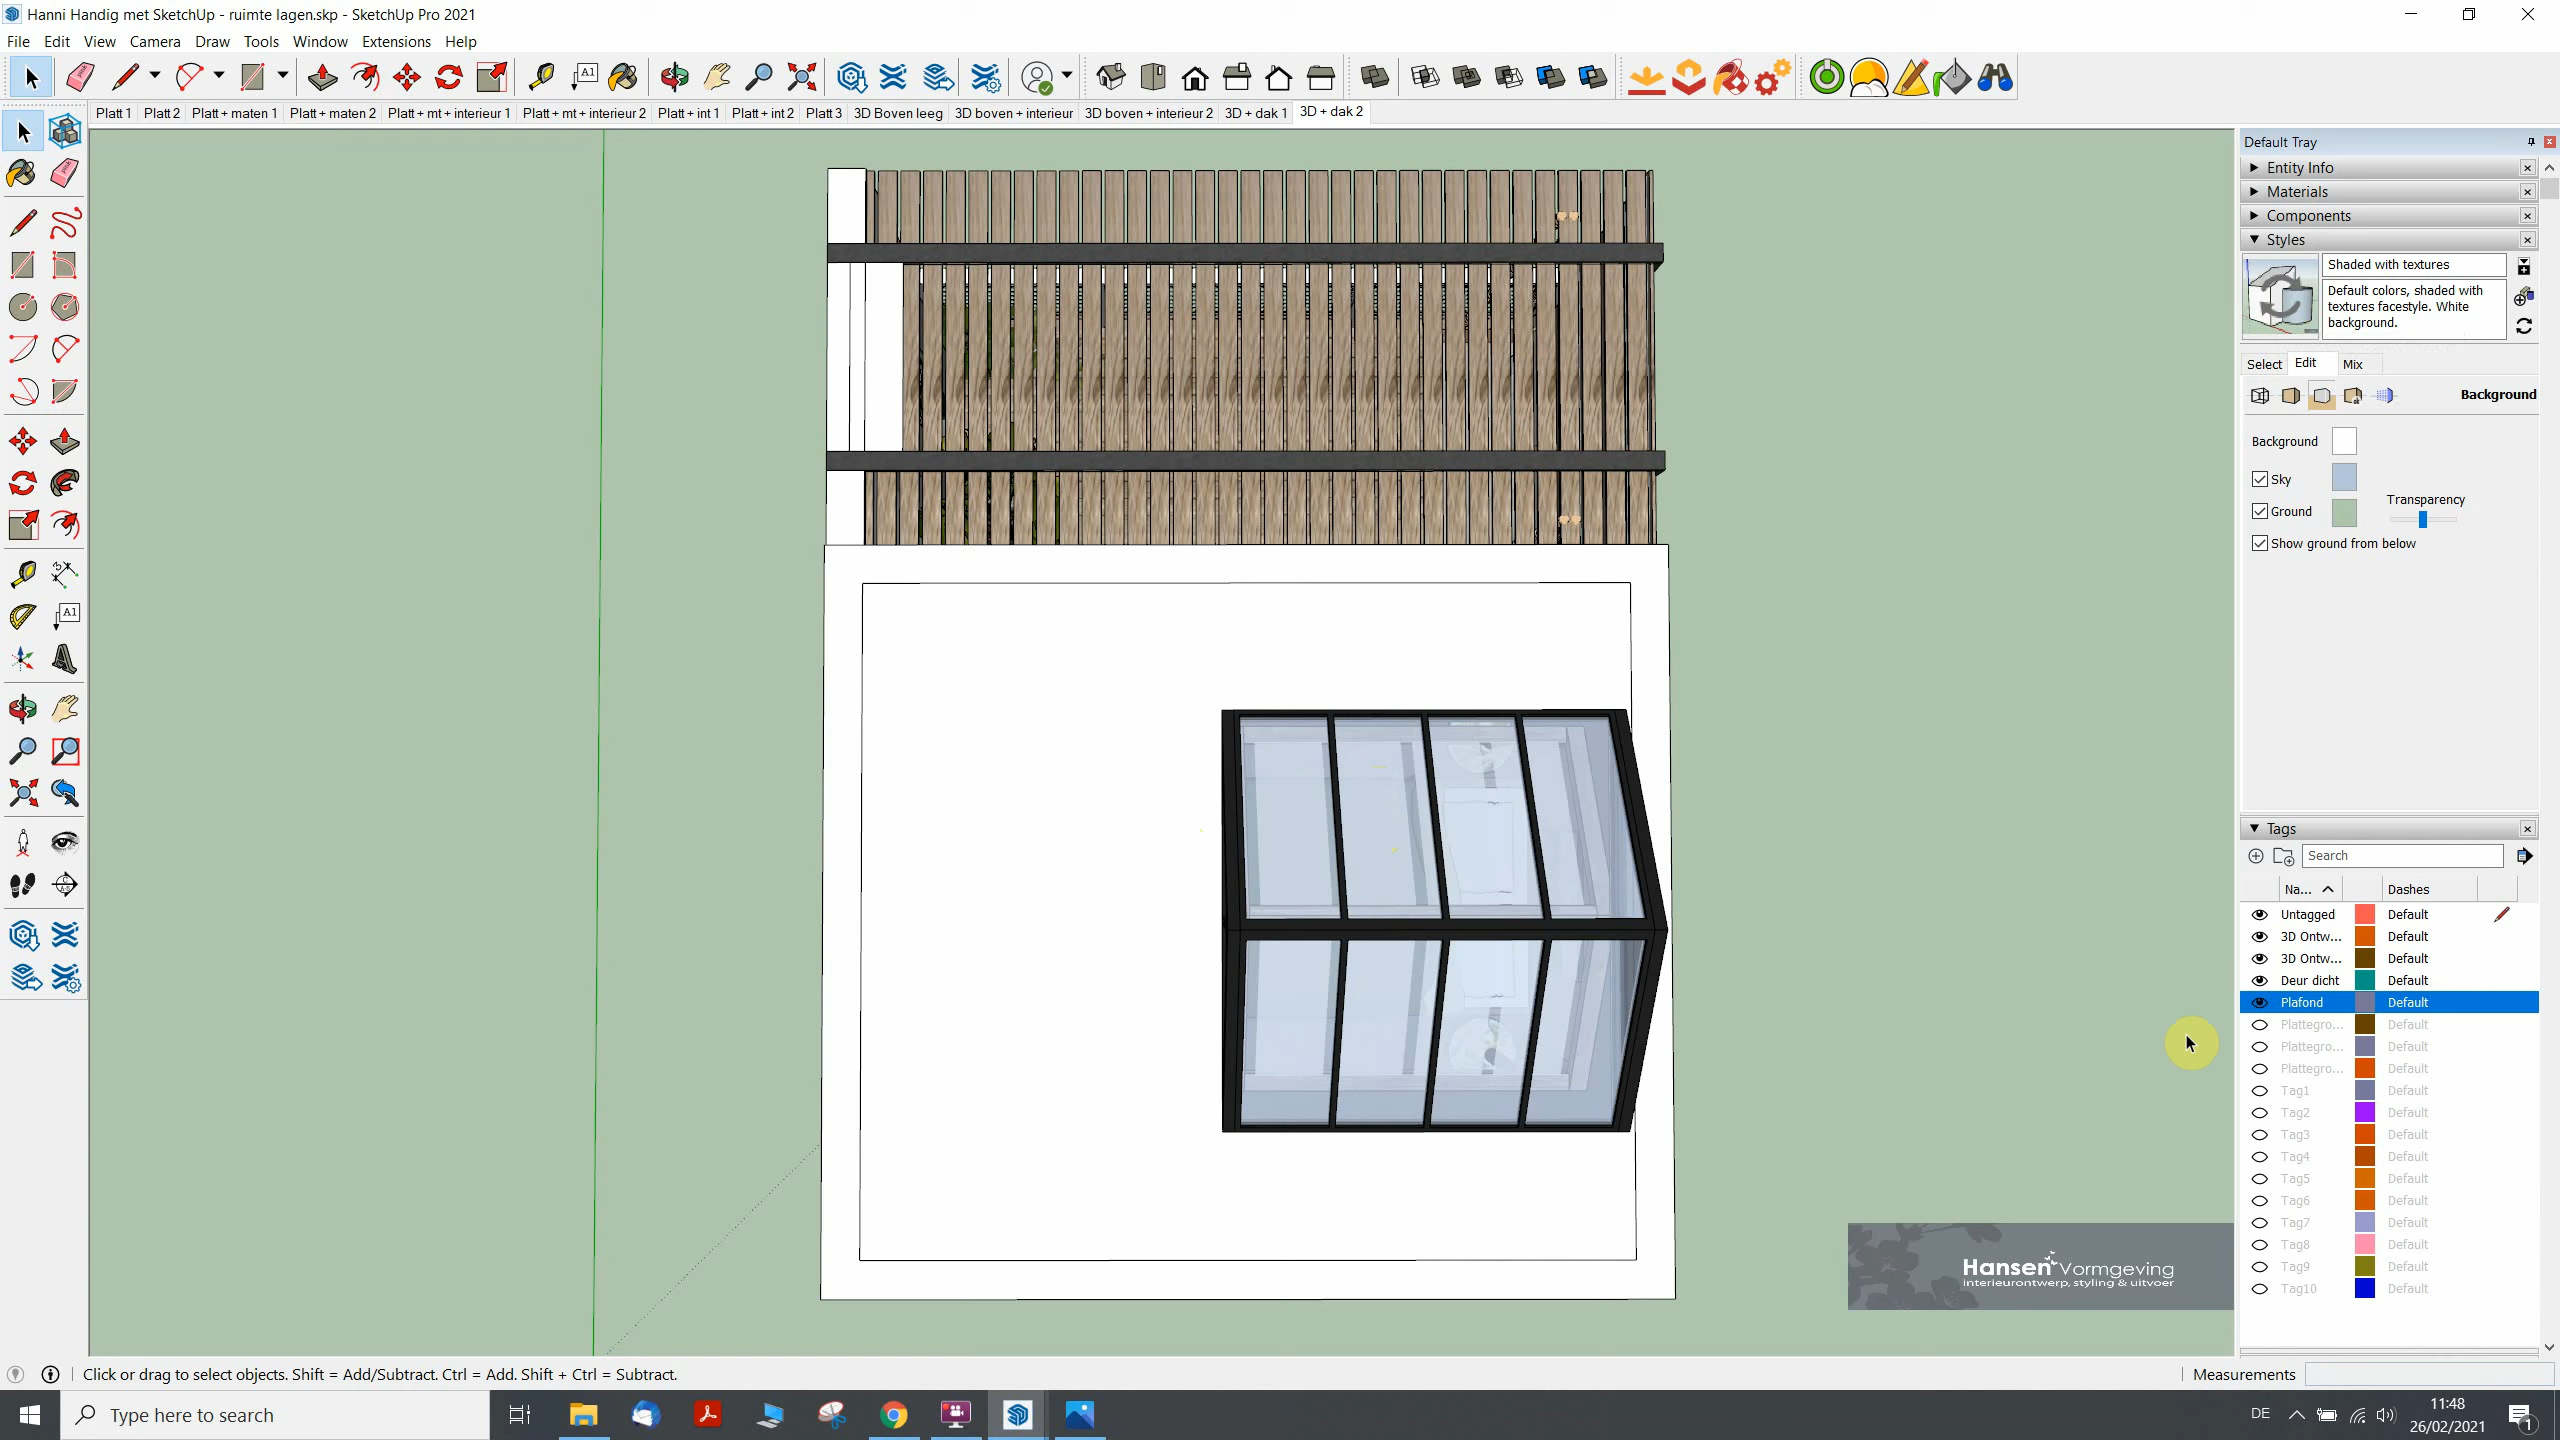 Hanni Handig met SketchUp - ruimte lagen.skp - SketchUp Pro 2021
File Edit View Camera Draw Tools Window Extensions Help
Platt 1 Platt 2 Platt + maten 1 Platt + maten 2 Platt + mt + interieur 1 Platt + mt + interieur 2 Platt + int 1 Platt + int 2 Platt 3 3D Boven leeg 3D boven + interieur 3D boven + interieur 2 3D + dak 1 3D + dak 2
Default Tray
Entity Info
Materials
Components
Styles
Shaded with textures
Default colors, shaded with
textures facestyle. White
background.
Select Edit Mix
Background
Background
Sky
Transparency
Ground
Show ground from below
Tags
Search
Na... Dashes
Untagged Default
3D Ontw... Default
3D Ontw... Default
Deur dicht Default
Plafond Default
Plattegro... Default
Plattegro... Default
Plattegro... Default
Tag1 Default
Tag2 Default
Tag3 Default
Tag4 Default
Tag5 Default
Tag6 Default
Tag7 Default
Tag8 Default
Tag9 Default
Tag10 Default
Hansen Vormgeving
interieurontwerp, styling & uitvoer
Click or drag to select objects. Shift = Add/Subtract. Ctrl = Add. Shift + Ctrl = Subtract.
Measurements
Type here to search
DE
11:48
26/02/2021
1